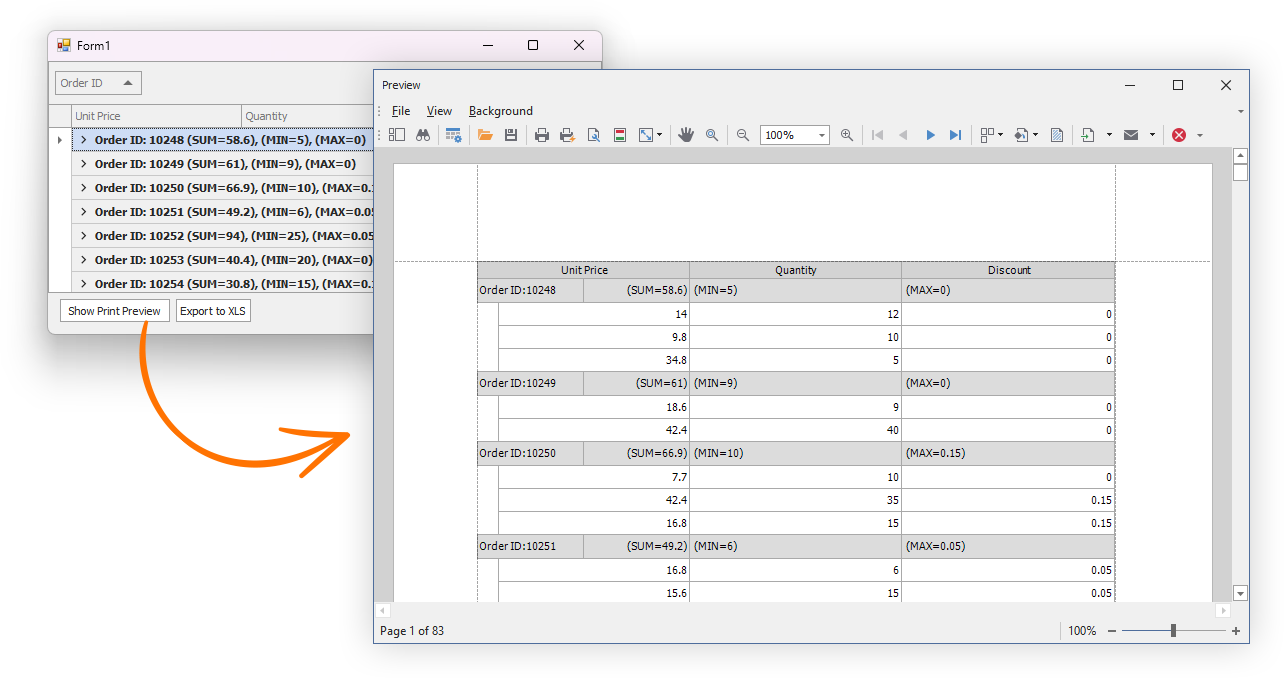 Form1
Order ID
Unit Price Quantity
Order ID: 10248 (SUM=58.6), (MIN=5), (MAX=0)
Order ID: 10249 (SUM=61), (MIN=9), (MAX=0)
Order ID: 10250 (SUM=66.9), (MIN=10), (MAX=0.
Order ID: 10251 (SUM=49.2), (MIN=6), (MAX=0.05
Order ID: 10252 (SUM=94), (MIN=25), (MAX=0.05
Order ID: 10253 (SUM=40.4), (MIN=20), (MAX=0)
Order ID: 10254 (SUM=30.8), (MIN=15), (MAX=0.
Show Print Preview Export to XLS
Preview
File View Background
100%
Unit Price Quantity Discount
Order ID:10248 (SUM=58.6) (MIN=5) (MAX=0)
14 12 0
9.8 10 0
34.8 5 0
Order ID:10249 (SUM=61) (MIN=9) (MAX=0)
18.6 9 0
42.4 40 0
Order ID:10250 (SUM=66.9) (MIN=10) (MAX=0.15)
7.7 10 0
42.4 35 0.15
16.8 15 0.15
Order ID:10251 (SUM=49.2) (MIN=6) (MAX=0.05)
16.8 6 0.05
15.6 15 0.05
Page 1 of 83 100%